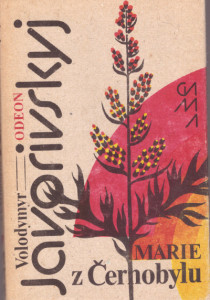 Volodymyr
Javorivskyj
ODEON
GAMA
MARIE
z Černobylu